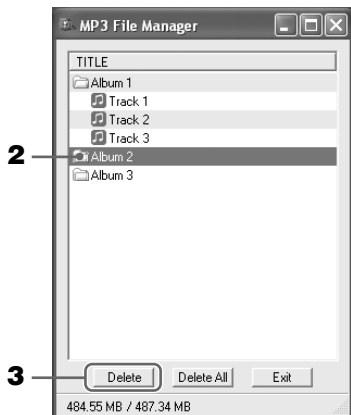 MP3 File Manager
TITLE
Album 1
Track 1
Track 2
Track 3
2 Album 2
Album 3
3 Delete Delete All Exit
484.55 MB / 487.34 MB